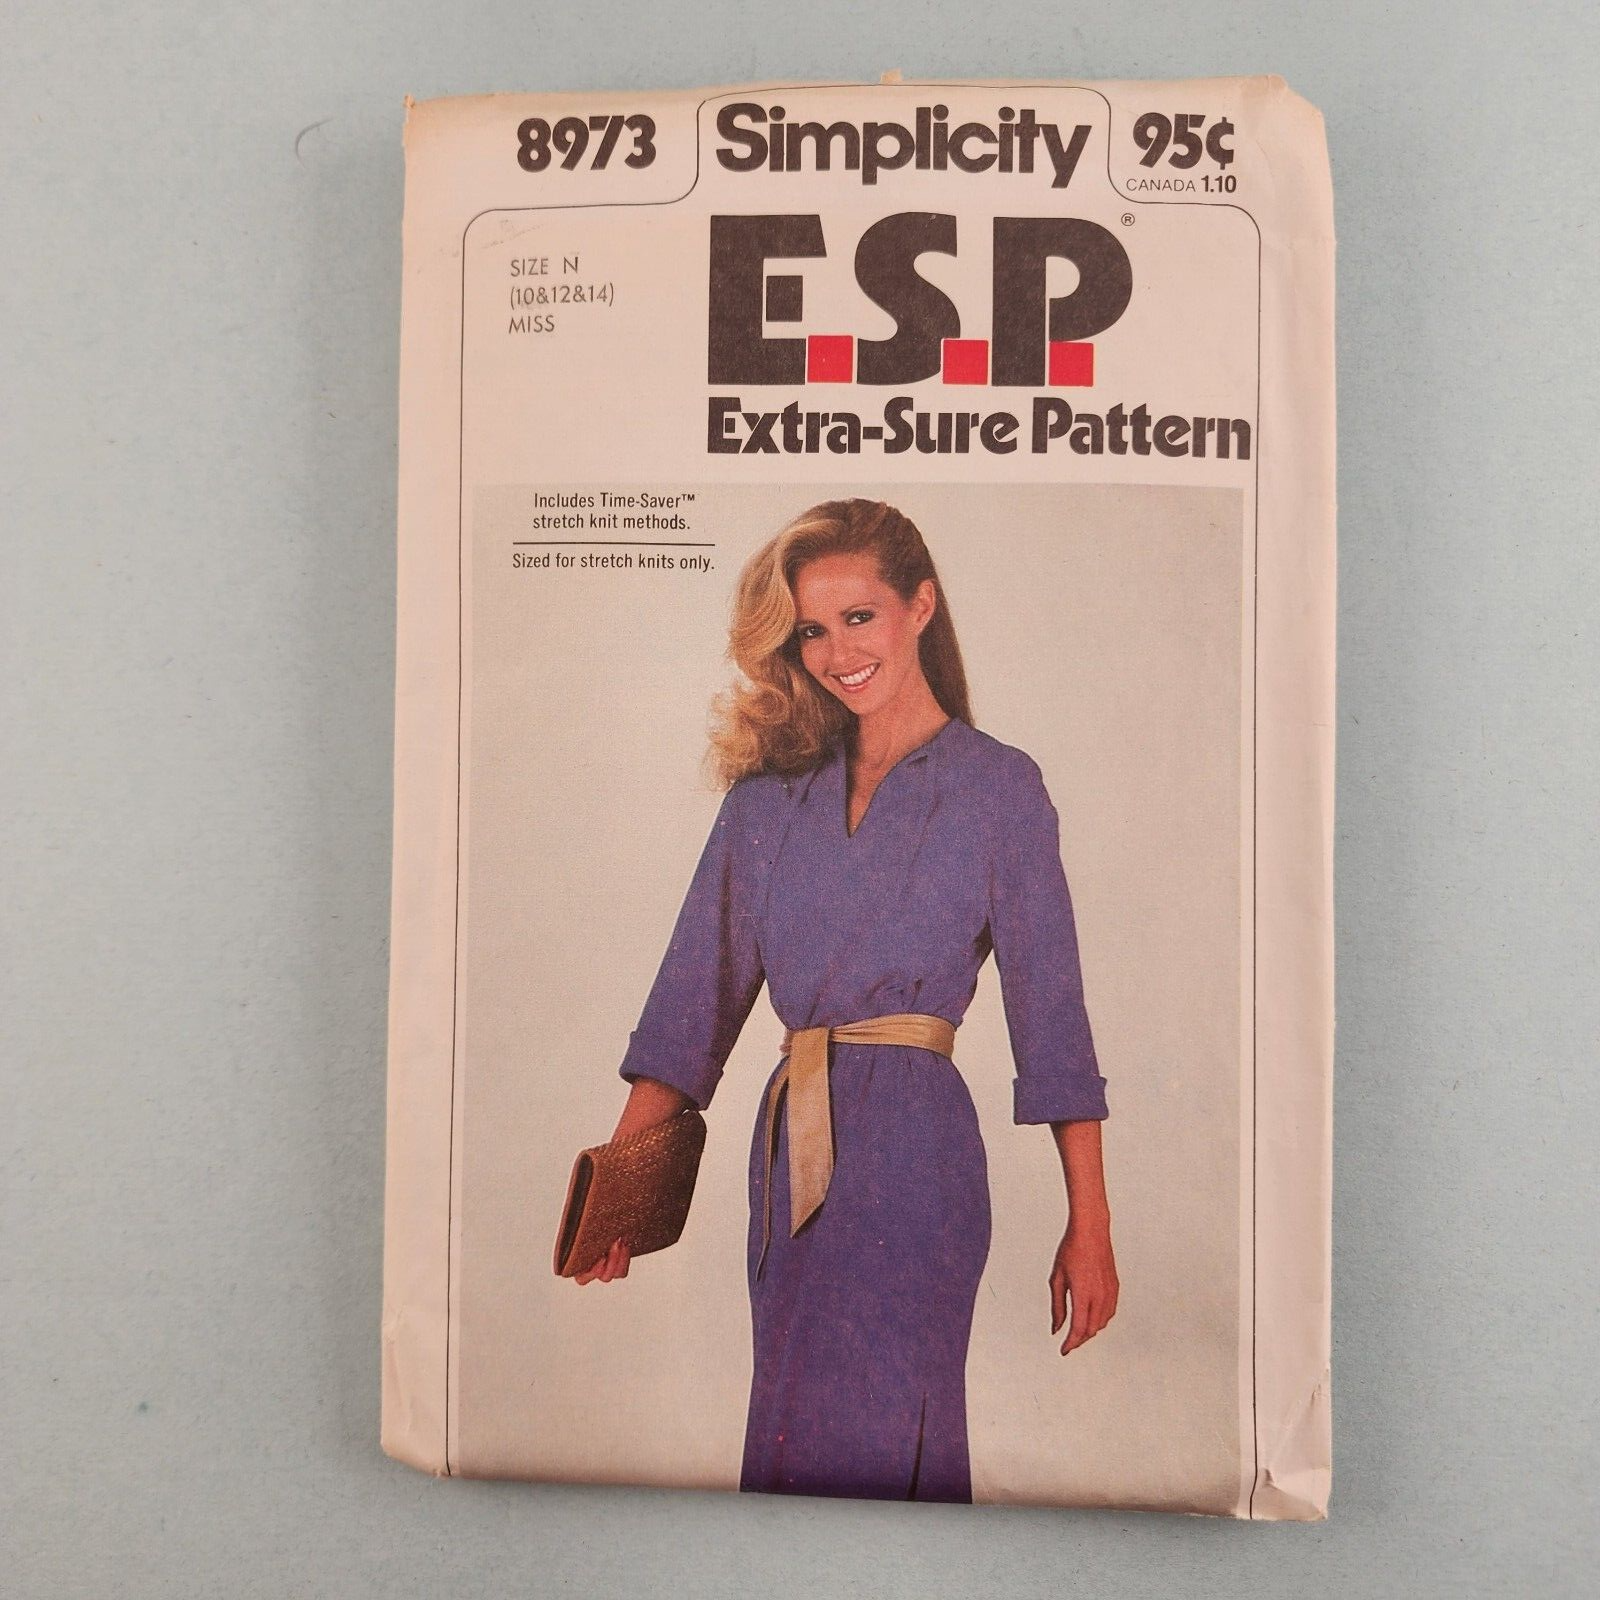 8973 Simplicity 95¢
CANADA 1.10
E.S.P.®
Extra-Sure Pattern
SIZE N
(10&12&14)
MISS
Includes Time-Saver™
stretch knit methods.
Sized for stretch knits only.